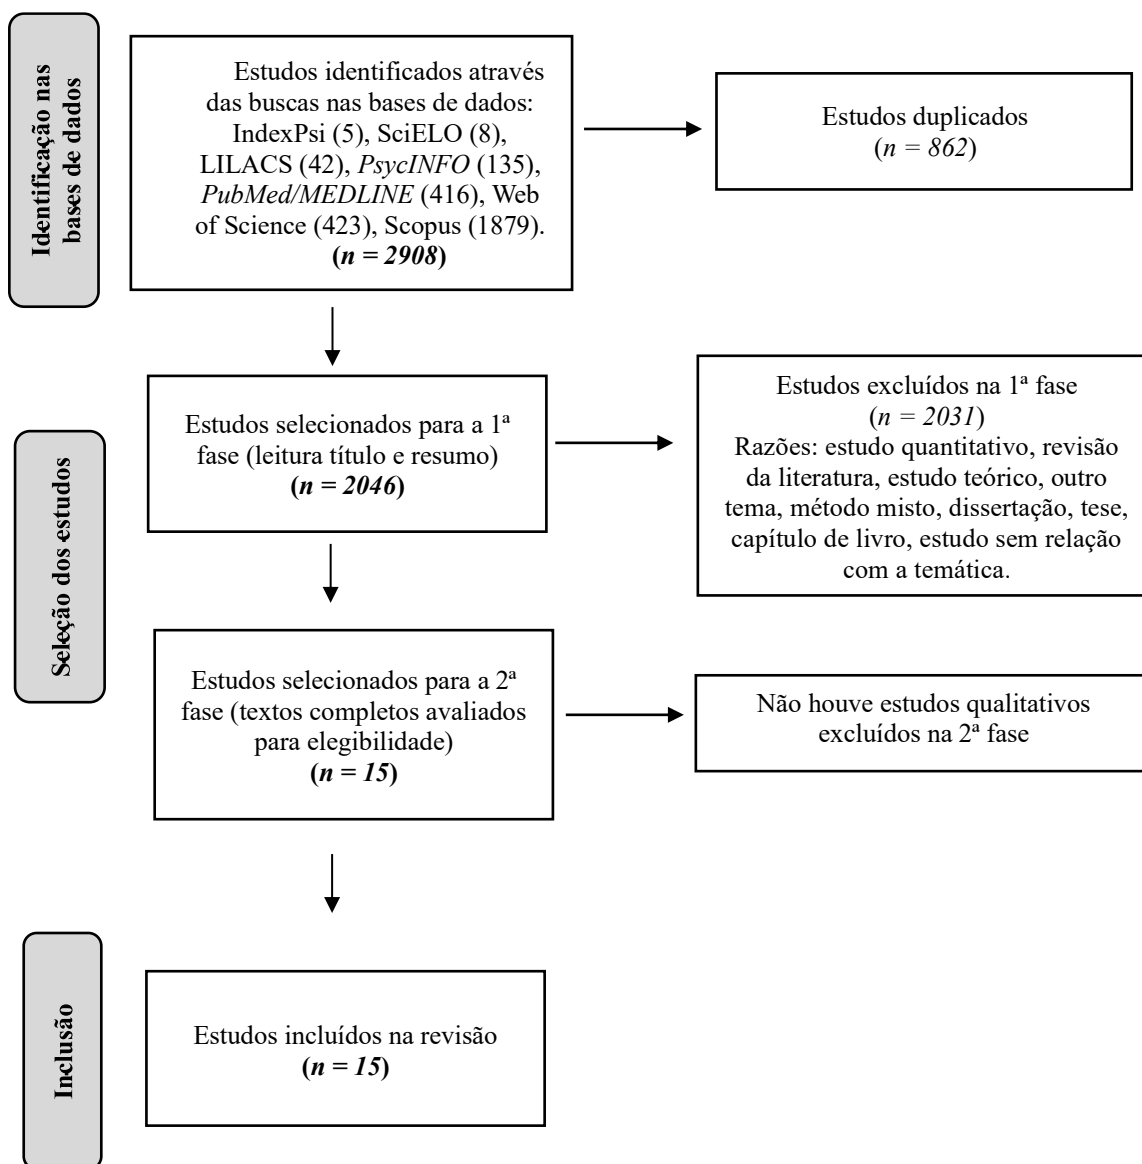 Identificação nas
bases de dados
Estudos identificados através
das buscas nas bases de dados:
IndexPsi (5), SciELO (8),
LILACS (42), PsycINFO (135),
PubMed/MEDLINE (416), Web
of Science (423), Scopus (1879).
(n = 2908)
Estudos duplicados
(n = 862)
Seleção dos estudos
Estudos selecionados para a 1ª
fase (leitura título e resumo)
(n = 2046)
Estudos excluídos na 1ª fase
(n = 2031)
Razões: estudo quantitativo, revisão
da literatura, estudo teórico, outro
tema, método misto, dissertação, tese,
capítulo de livro, estudo sem relação
com a temática.
Estudos selecionados para a 2ª
fase (textos completos avaliados
para elegibilidade)
(n = 15)
Não houve estudos qualitativos
excluídos na 2ª fase
Inclusão
Estudos incluídos na revisão
(n = 15)